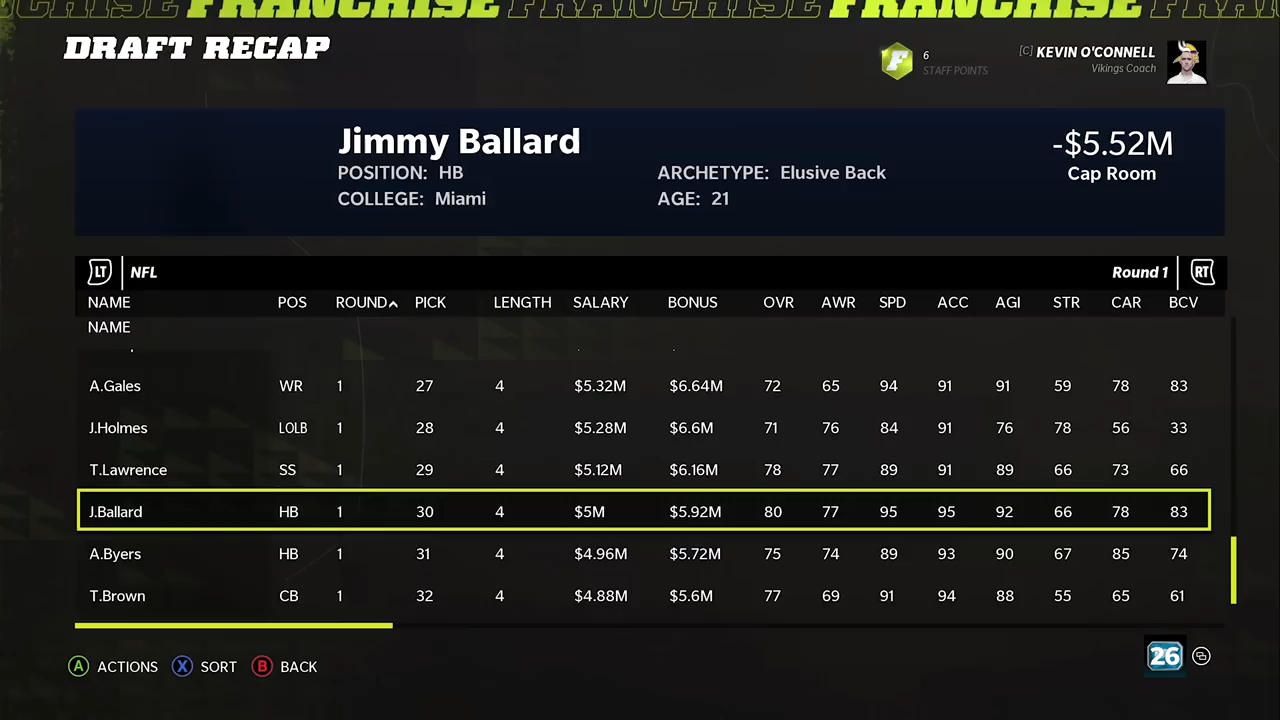 CHISE FRANCHISE FRANCHISE FRANCHISE FRAN
DRAFT RECAP
6
STAFF POINTS
[C] KEVIN O'CONNELL
Vikings Coach
Jimmy Ballard
POSITION: HB
ARCHETYPE: Elusive Back
COLLEGE: Miami
AGE: 21
-$5.52M
Cap Room
LT NFL Round 1 RT
NAME POS ROUND PICK LENGTH SALARY BONUS OVR AWR SPD ACC AGI STR CAR BCV
NAME
A.Gales WR 1 27 4 $5.32M $6.64M 72 65 94 91 91 59 78 83
J.Holmes LOLB 1 28 4 $5.28M $6.6M 71 76 84 91 76 78 56 33
T.Lawrence SS 1 29 4 $5.12M $6.16M 78 77 89 91 89 66 73 66
J.Ballard HB 1 30 4 $5M $5.92M 80 77 95 95 92 66 78 83
A.Byers HB 1 31 4 $4.96M $5.72M 75 74 89 93 90 67 85 74
T.Brown CB 1 32 4 $4.88M $5.6M 77 69 91 94 88 55 65 61
A ACTIONS X SORT B BACK
26